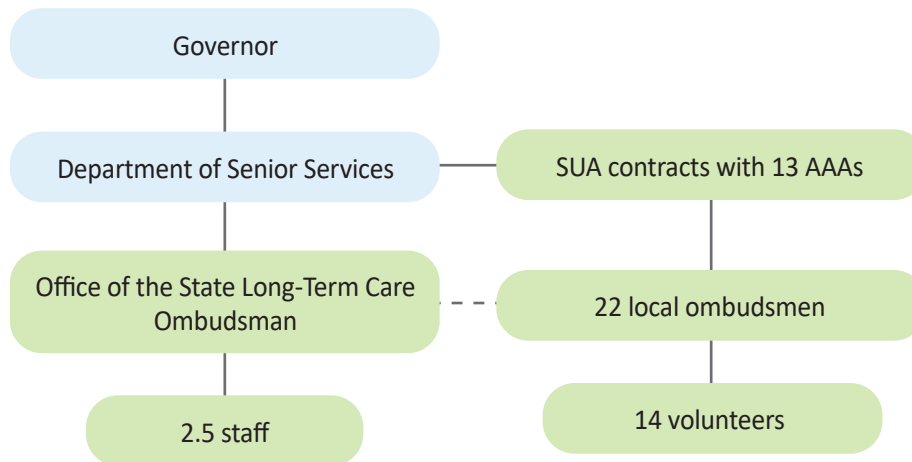 Governor
Department of Senior Services
SUA contracts with 13 AAAs
Office of the State Long-Term Care
Ombudsman
22 local ombudsmen
2.5 staff
14 volunteers